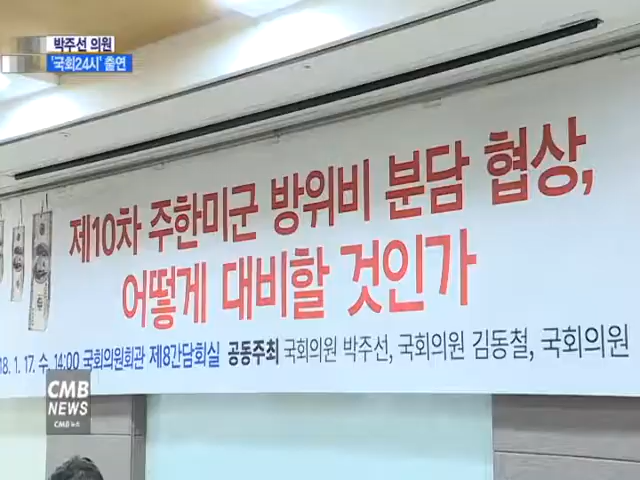 박주선 의원
'국회24시' 출연
제10차 주한미군 방위비 분담 협상,
어떻게 대비할 것인가
18. 1. 17. 수. 14:00 국회의원회관 제8간담회실 공동주최 국회의원 박주선, 국회의원 김동철, 국회의원
CMB
NEWS
CMB 뉴스